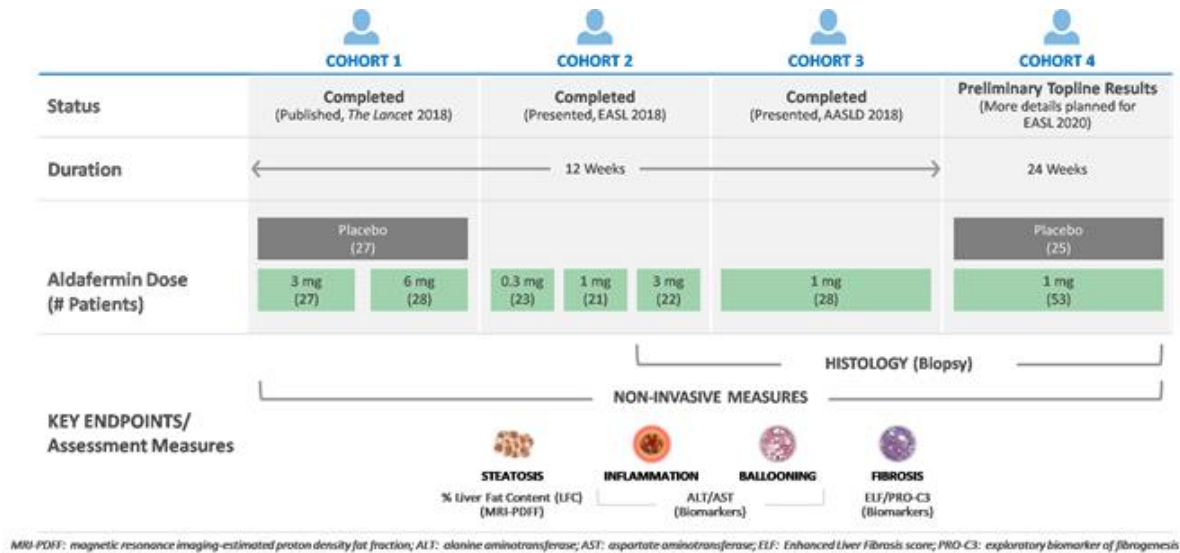 COHORT 1 COHORT 2 COHORT 3 COHORT 4
Status
Completed
(Published, The Lancet 2018)
Completed
(Presented, EASL 2018)
Completed
(Presented, AASLD 2018)
Preliminary Topline Results
(More details planned for
EASL 2020)
Duration
12 Weeks
24 Weeks
Aldafermin Dose
(# Patients)
Placebo
(27)
3 mg
(27)
6 mg
(28)
0.3 mg
(23)
1 mg
(21)
3 mg
(22)
1 mg
(28)
Placebo
(25)
1 mg
(53)
KEY ENDPOINTS/
Assessment Measures
HISTOLOGY (Biopsy)
NON-INVASIVE MEASURES
STEATOSIS
% Liver Fat Content (LFC)
(MRI-PDFF)
INFLAMMATION
BALLOONING
ALT/AST
(Biomarkers)
FIBROSIS
ELF/PRO-C3
(Biomarkers)
MRI-PDFF: magnetic resonance imaging-estimated proton density fat fraction; ALT: alanine aminotransferase; AST: aspartate aminotransferase; ELF: Enhanced Liver Fibrosis score; PRO-C3: exploratory biomarker of fibrogenesis